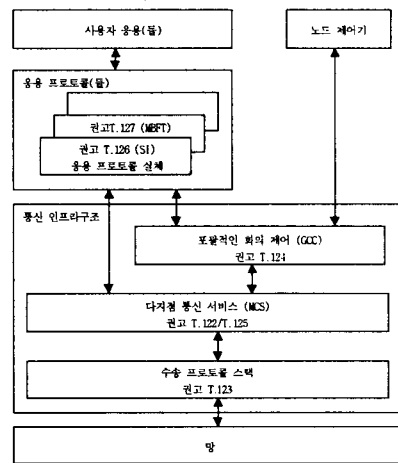 사용자 응용(들)
노드 제어기
응용 프로토콜(들)
권고T.127 (MBFT)
권고 T.126 (SI)
응용 프로토콜 실체
통신 인프라구조
포괄적인 회의 제어 (GCC)
권고 T.124
다지점 통신 서비스 (MCS)
권고 T.122/T.125
수송 프로토콜 스택
권고 T.123
망